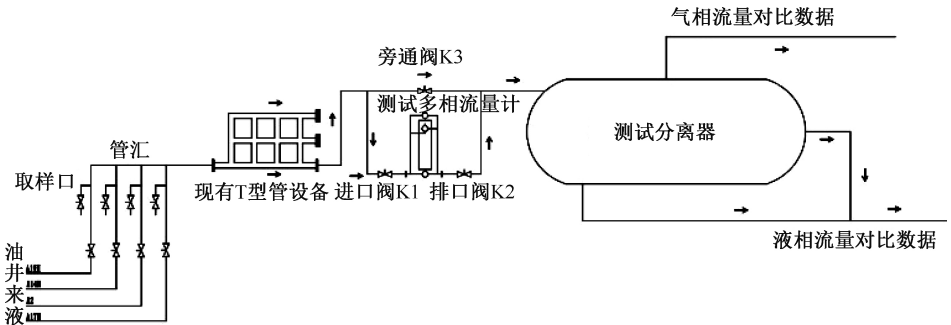 气相流量对比数据
旁通阀K3
测试多相流量计
测试分离器
管汇
取样口
现有T型管设备
进口阀K1
排口阀K2
液相流量对比数据
油井来液
A2